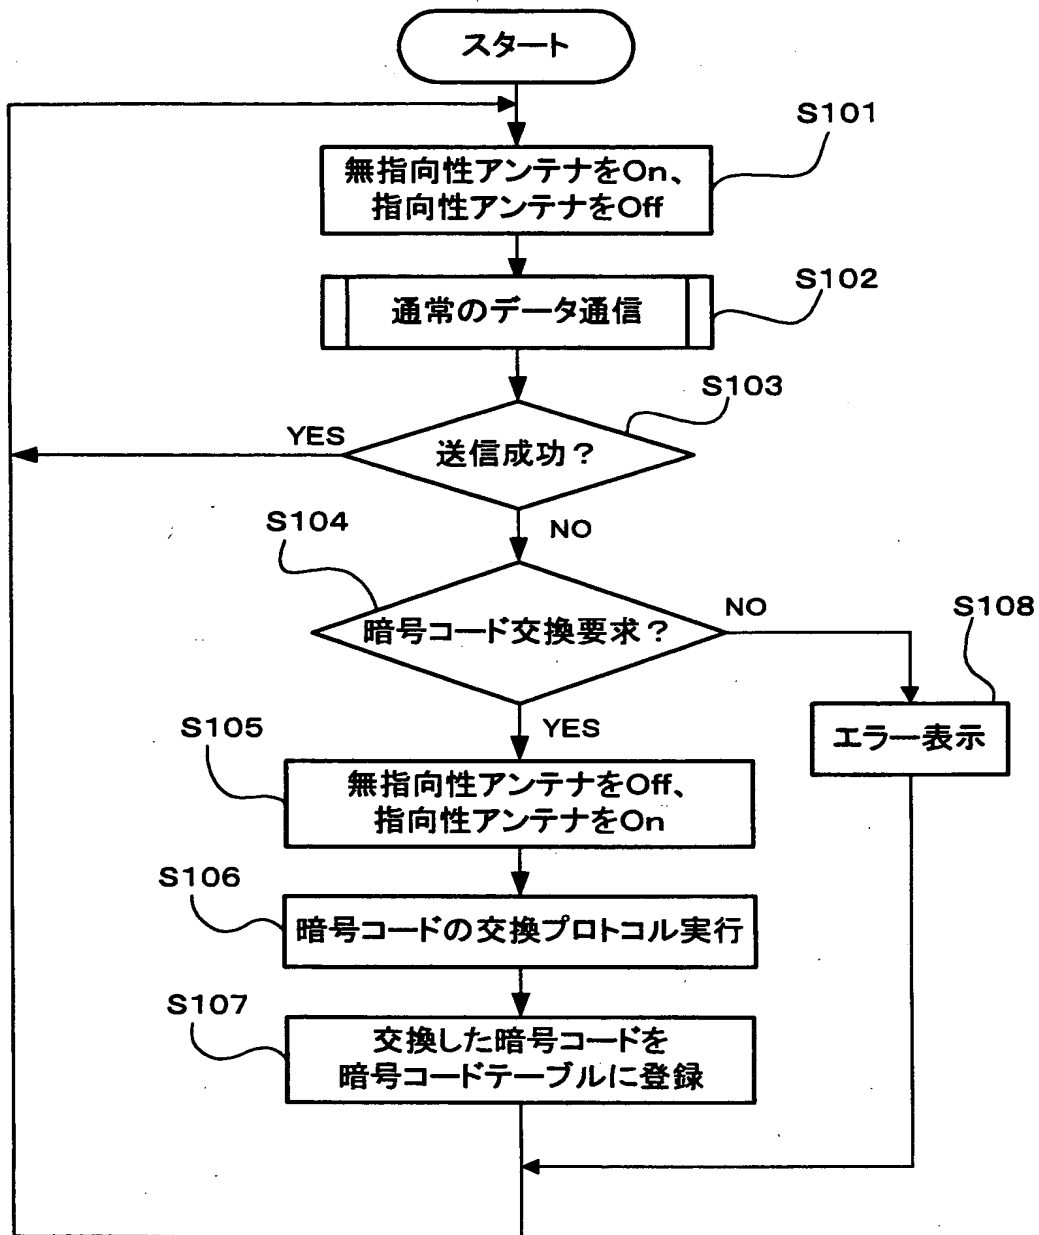 スタート
S101
無指向性アンテナをOn、
指向性アンテナをOff
S102
通常のデータ通信
S103
YES
送信成功？
S104
NO
暗号コード交換要求？
NO
S108
エラー表示
YES
S105
無指向性アンテナをOff、
指向性アンテナをOn
S106
暗号コードの交換プロトコル実行
S107
交換した暗号コードを
暗号コードテーブルに登録